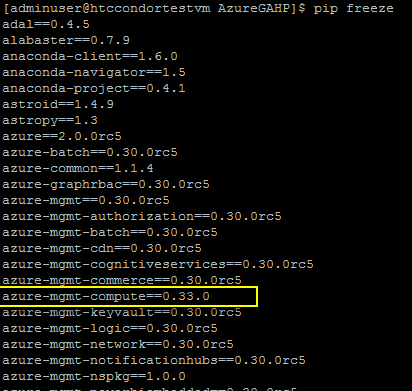 [adminuser@htccondortestvm AzureGAHP]$ pip freeze
adal==0.4.5
alabaster==0.7.9
anaconda-client==1.6.0
anaconda-navigator==1.5
anaconda-project==0.4.1
astroid==1.4.9
astropy==1.3
azure==2.0.0rc5
azure-batch==0.30.0rc5
azure-common==1.1.4
azure-graphrbac==0.30.0rc5
azure-mgmt==0.30.0rc5
azure-mgmt-authorization==0.30.0rc5
azure-mgmt-batch==0.30.0rc5
azure-mgmt-cdn==0.30.0rc5
azure-mgmt-cognitiveservices==0.30.0rc5
azure-mgmt-commerce==0.30.0rc5
azure-mgmt-compute==0.33.0
azure-mgmt-keyvault==0.30.0rc5
azure-mgmt-logic==0.30.0rc5
azure-mgmt-network==0.30.0rc5
azure-mgmt-notificationhubs==0.30.0rc5
azure-mgmt-nspkg==1.0.0